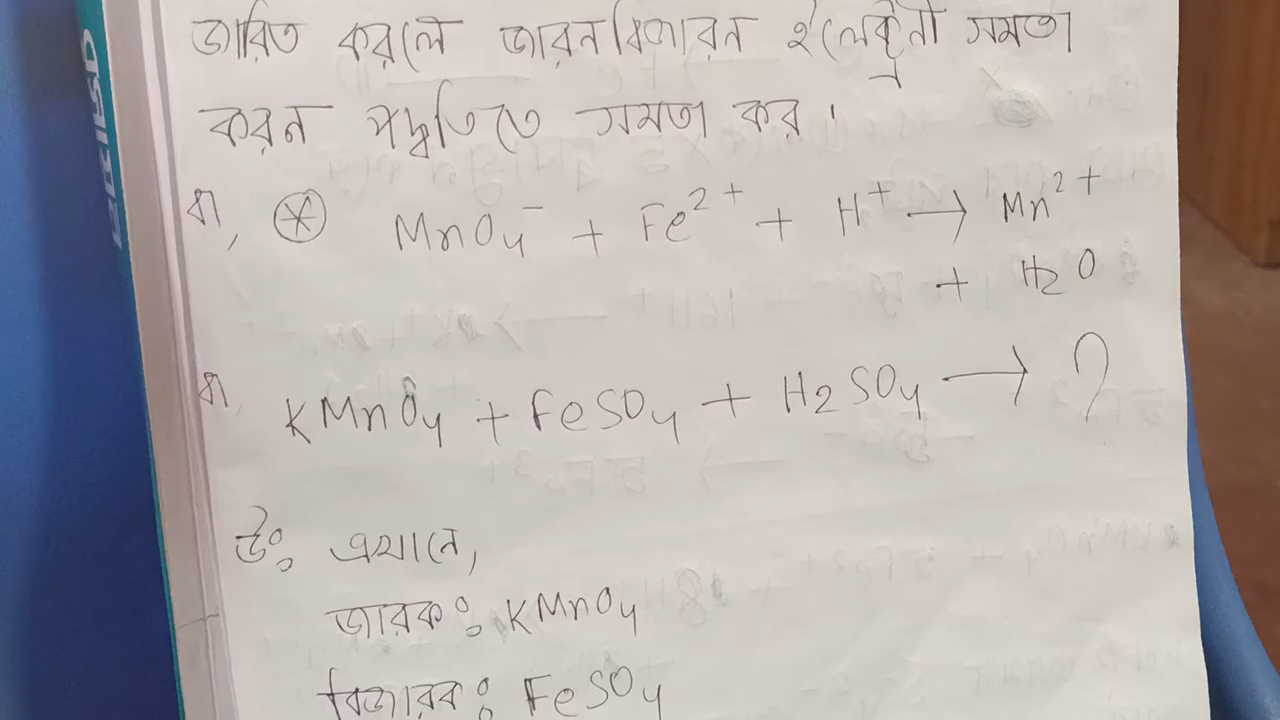 জারিত করলে জারনবিজারন ইলেকট্রনী সমতা
করন পদ্ধতিতে সমতা কর।
MnO4⁻ + Fe²⁺ + H⁺ → Mn²⁺
+ H2O
KMnO4 + FeSO4 + H2SO4 → ?
উঃ এখানে,
জারকঃ KMnO4
বিজারকঃ FeSO4